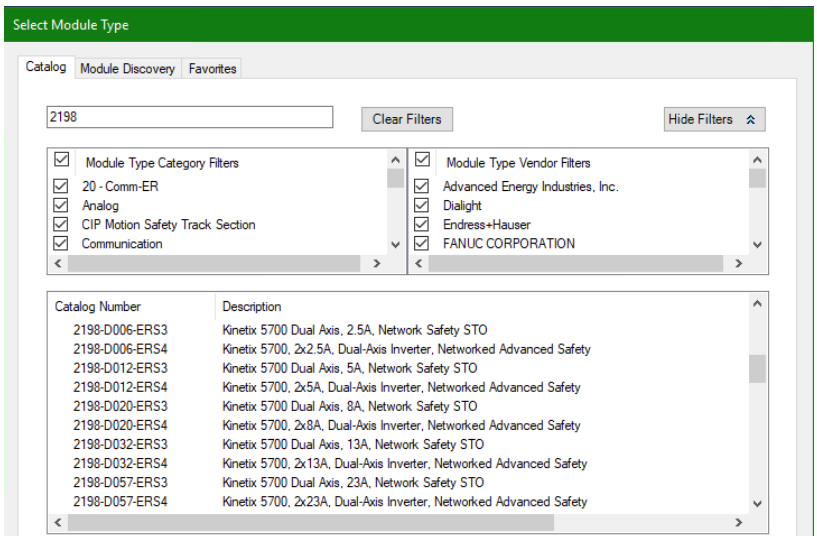 Select Module Type
Catalog Module Discovery Favorites
2198 Clear Filters Hide Filters
Module Type Category Filters
20 - Comm-ER
Analog
CIP Motion Safety Track Section
Communication
Module Type Vendor Filters
Advanced Energy Industries, Inc.
Dialight
Endress+Hauser
FANUC CORPORATION
Catalog Number Description
2198-D006-ERS3 Kinetix 5700 Dual Axis, 2.5A, Network Safety STO
2198-D006-ERS4 Kinetix 5700, 2x2.5A, Dual-Axis Inverter, Networked Advanced Safety
2198-D012-ERS3 Kinetix 5700 Dual Axis, 5A, Network Safety STO
2198-D012-ERS4 Kinetix 5700, 2x5A, Dual-Axis Inverter, Networked Advanced Safety
2198-D020-ERS3 Kinetix 5700 Dual Axis, 8A, Network Safety STO
2198-D020-ERS4 Kinetix 5700, 2x8A, Dual-Axis Inverter, Networked Advanced Safety
2198-D032-ERS3 Kinetix 5700 Dual Axis, 13A, Network Safety STO
2198-D032-ERS4 Kinetix 5700, 2x13A, Dual-Axis Inverter, Networked Advanced Safety
2198-D057-ERS3 Kinetix 5700 Dual Axis, 23A, Network Safety STO
2198-D057-ERS4 Kinetix 5700, 2x23A, Dual-Axis Inverter, Networked Advanced Safety